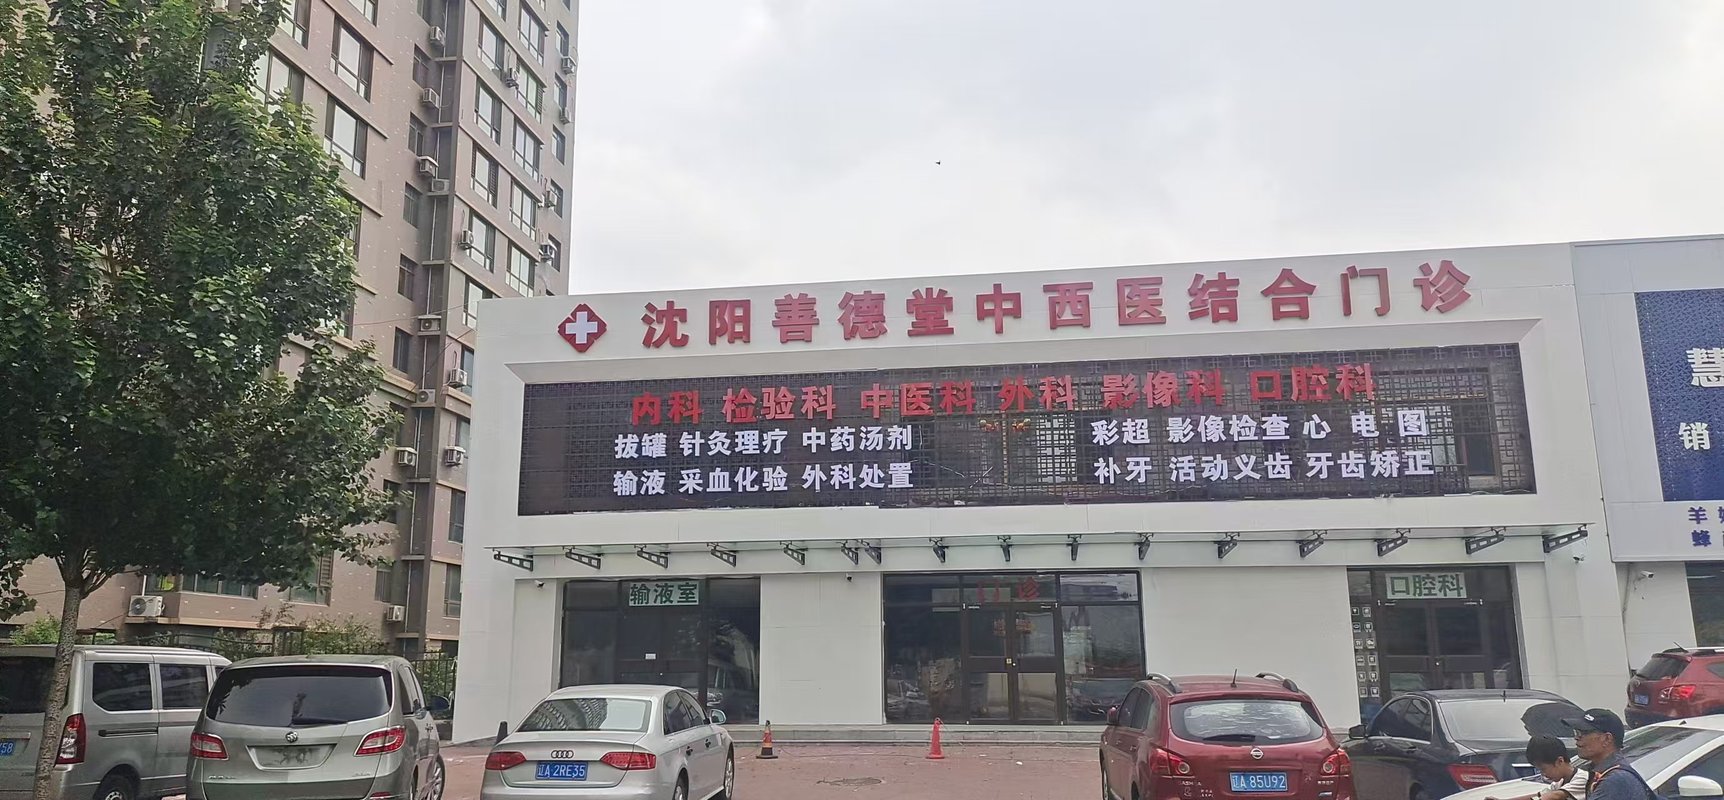 沈阳善德堂中西医结合门诊
内科 检验科 中医科 外科 影像科 口腔科
拔罐 针灸理疗 中药汤剂
彩超 影像检查 心电图
输液 采血化验 外科处置
补牙 活动义齿 牙齿矫正
慧
销
羊
蜂
输液室
门诊
口腔科
辽A 2RE35
辽A 85U92